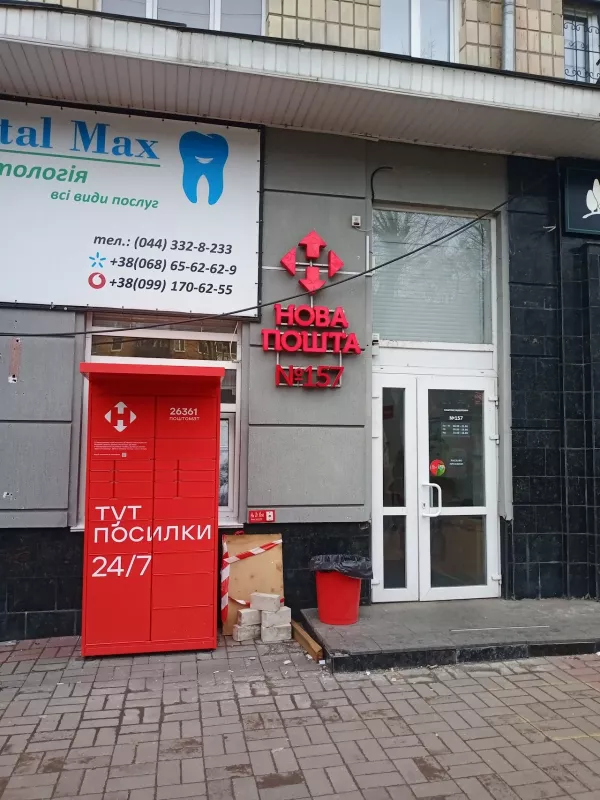 tal Max
тологія
всі види послуг
тел.: (044) 332-8-233
+38(068) 65-62-62-9
+38(099) 170-62-55
НОВА
ПОШТА
№157
26361
ПОШТОМАТ
тут
посилки
24/7
№157